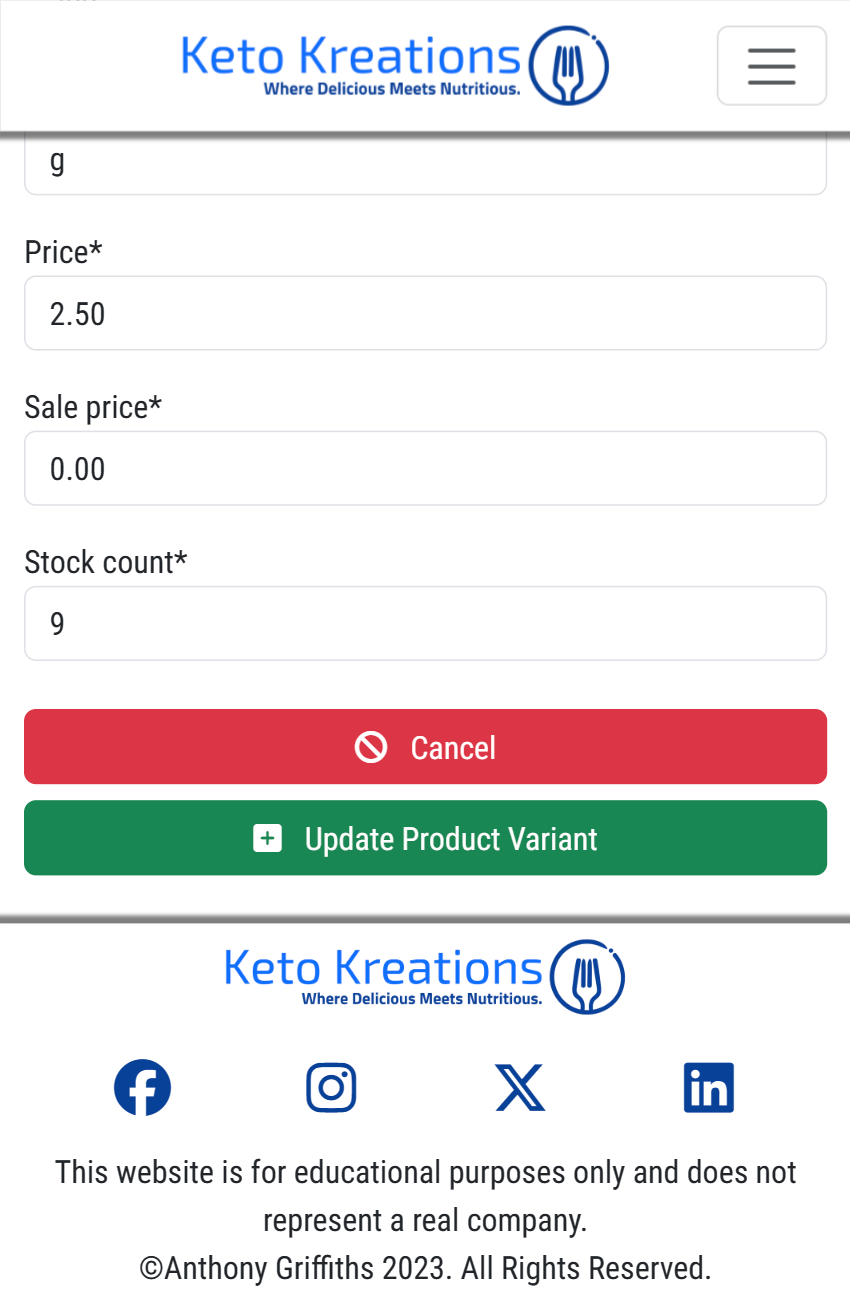 Keto Kreations
Where Delicious Meets Nutritious.
g
Price*
2.50
Sale price*
0.00
Stock count*
9
Cancel
Update Product Variant
Keto Kreations
Where Delicious Meets Nutritious.
This website is for educational purposes only and does not
represent a real company.
©Anthony Griffiths 2023. All Rights Reserved.